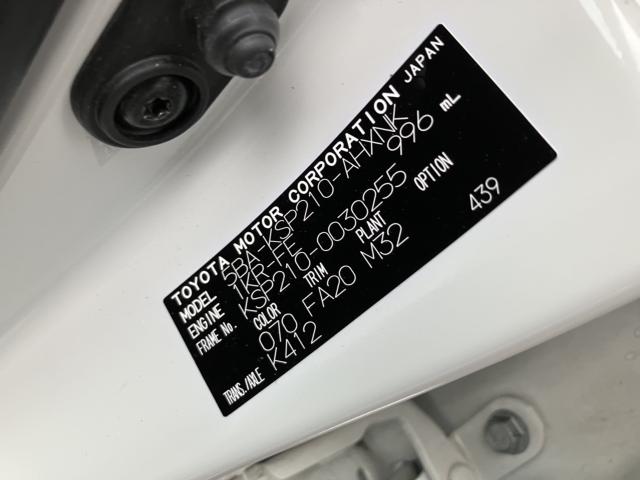 TOYOTA MOTOR CORPORATION JAPAN
MODEL 5BA-KSP210-AHXNK
ENGINE 1KR-FE 996 mL
FRAME No. KSP210-0030255
COLOR TRIM PLANT OPTION
070 FA20 M32 439
TRANS./AXLE K412